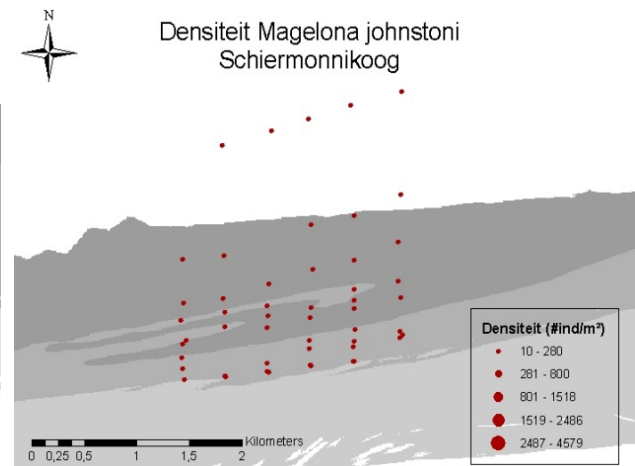 N
Densiteit Magelona johnstoni
Schiermonnikoog
Densiteit (#ind/m²)
10 - 280
281 - 800
801 - 1518
1519 - 2486
2487 - 4579
Kilometers
0 0,25 0,5 1 1,5 2